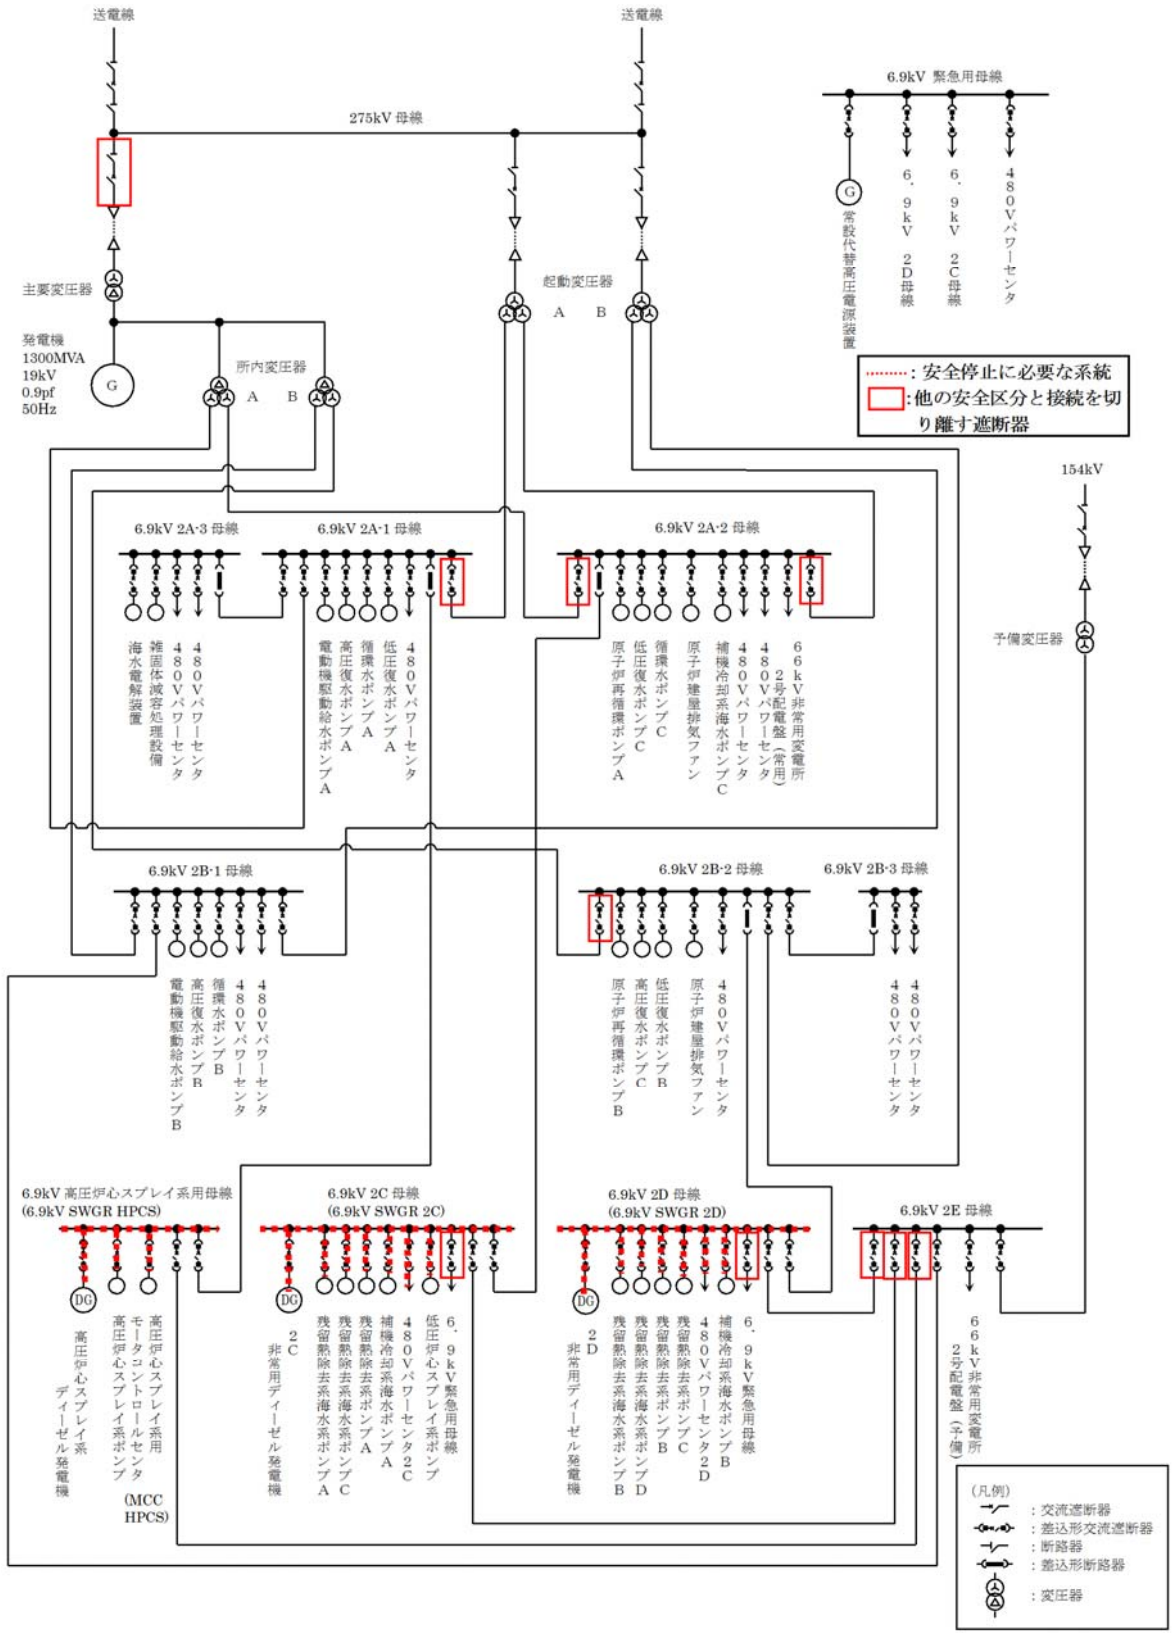 送電線
送電線
6.9kV 緊急用母線
275kV 母線
G
常設代替高圧電源装置
6．9kV 2D母線
6．9kV 2C母線
480Vパワーセンタ
主要変圧器
起動変圧器
A
B
発電機
1300MVA
19kV
0.9pf
50Hz
G
所内変圧器
A
B
：安全停止に必要な系統
：他の安全区分と接続を切
り離す遮断器
154kV
予備変圧器
6.9kV 2A-3 母線
6.9kV 2A-1 母線
6.9kV 2A-2 母線
海水電解装置
雑固体減容処理設備
480Vパワーセンタ
480Vパワーセンタ
電動機駆動給水ポンプA
高圧復水ポンプA
循環水ポンプA
低圧復水ポンプA
480Vパワーセンタ
原子炉再循環ポンプA
低圧復水ポンプC
循環水ポンプC
原子炉建屋排気ファン
補機冷却系海水ポンプC
480Vパワーセンタ
480Vパワーセンタ
66kV非常用変電所
2号配電盤（常用）
6.9kV 2B-1 母線
6.9kV 2B-2 母線
6.9kV 2B-3 母線
電動機駆動給水ポンプB
高圧復水ポンプB
循環水ポンプB
480Vパワーセンタ
480Vパワーセンタ
原子炉再循環ポンプB
高圧復水ポンプC
低圧復水ポンプB
原子炉建屋排気ファン
480Vパワーセンタ
480Vパワーセンタ
480Vパワーセンタ
6.9kV 高圧炉心スプレイ系用母線
(6.9kV SWGR HPCS)
6.9kV 2C 母線
(6.9kV SWGR 2C)
6.9kV 2D 母線
(6.9kV SWGR 2D)
6.9kV 2E 母線
DG
高圧炉心スプレイ系
ディーゼル発電機
高圧炉心スプレイ系ポンプ
高圧炉心スプレイ系用
モータコントロールセンタ
(MCC
HPCS)
DG
2C
非常用ディーゼル発電機
残留熱除去系海水系ポンプA
残留熱除去系海水系ポンプC
残留熱除去系ポンプA
補機冷却系海水ポンプA
480Vパワーセンタ2C
低圧炉心スプレイ系ポンプ
6．9kV緊急用母線
DG
2D
非常用ディーゼル発電機
残留熱除去系海水系ポンプB
残留熱除去系海水系ポンプD
残留熱除去系ポンプB
残留熱除去系ポンプC
480Vパワーセンタ2D
補機冷却系海水ポンプB
6．9kV緊急用母線
66kV非常用変電所
2号配電盤（予備）
(凡例)
：交流遮断器
：差込形交流遮断器
：断路器
：差込形断路器
：変圧器